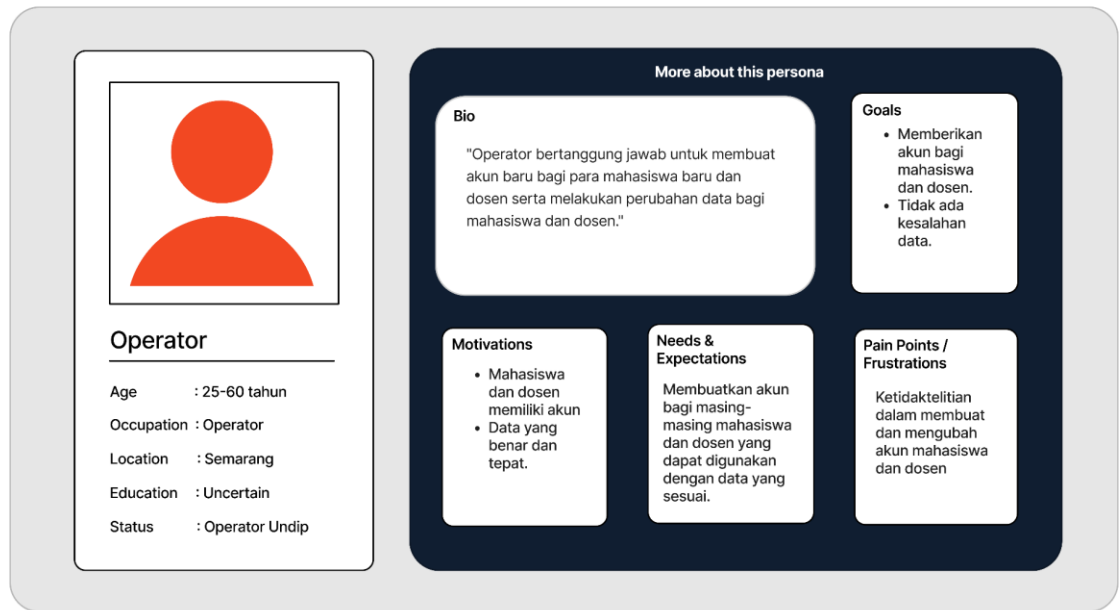 Operator
Age : 25-60 tahun
Occupation : Operator
Location : Semarang
Education : Uncertain
Status : Operator Undip
More about this persona
Bio
"Operator bertanggung jawab untuk membuat
akun baru bagi para mahasiswa baru dan
dosen serta melakukan perubahan data bagi
mahasiswa dan dosen."
Goals
• Memberikan
akun bagi
mahasiswa
dan dosen.
• Tidak ada
kesalahan
data.
Motivations
• Mahasiswa
dan dosen
memiliki akun
• Data yang
benar dan
tepat.
Needs &
Expectations
Membuatkan akun
bagi masing-
masing mahasiswa
dan dosen yang
dapat digunakan
dengan data yang
sesuai.
Pain Points /
Frustrations
Ketidaktelitian
dalam membuat
dan mengubah
akun mahasiswa
dan dosen